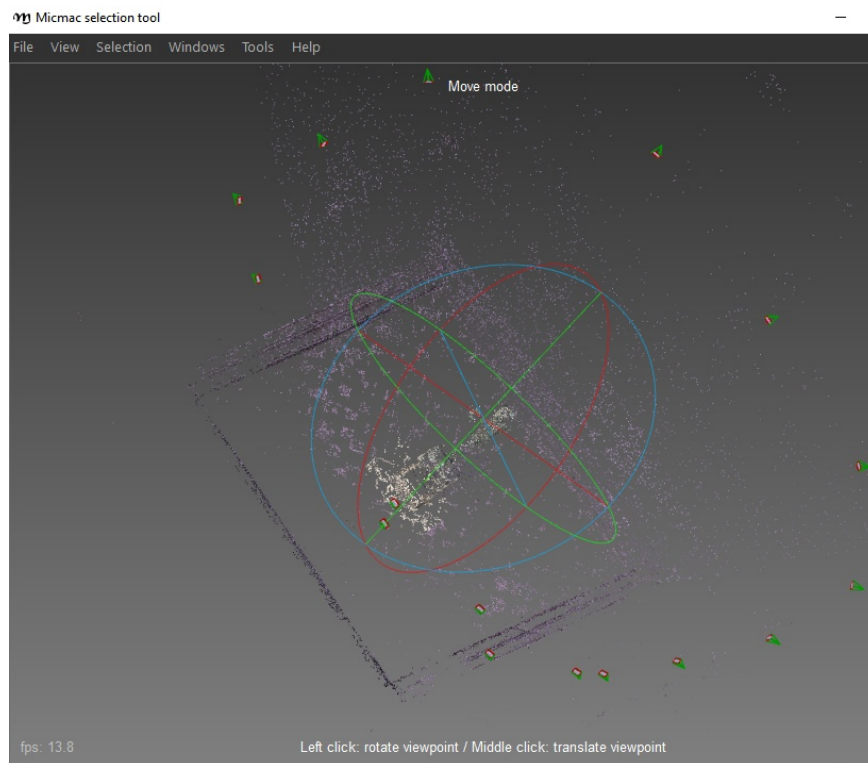 Micmac selection tool
File View Selection Windows Tools Help
Move mode
fps: 13.8
Left click: rotate viewpoint / Middle click: translate viewpoint